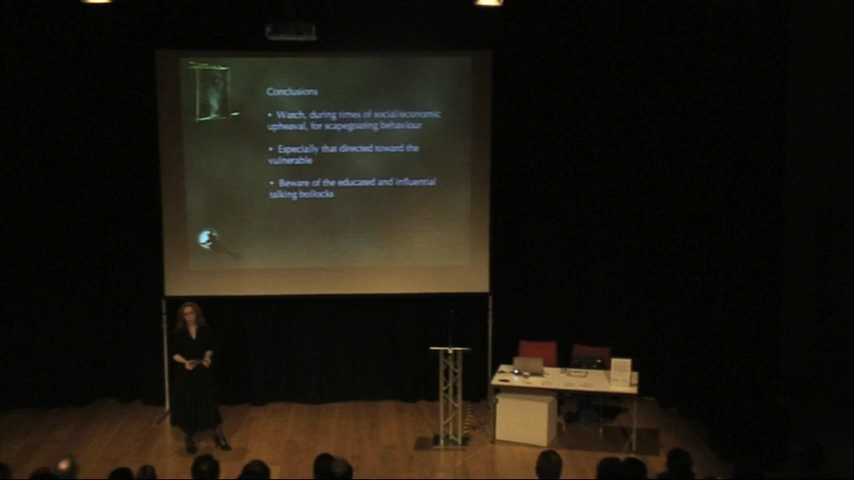 Conclusions
• Watch, during times of social/economic
upheaval, for scapegoating behaviour
• Especially that directed toward the
vulnerable
• Beware of the educated and influential
talking bollocks